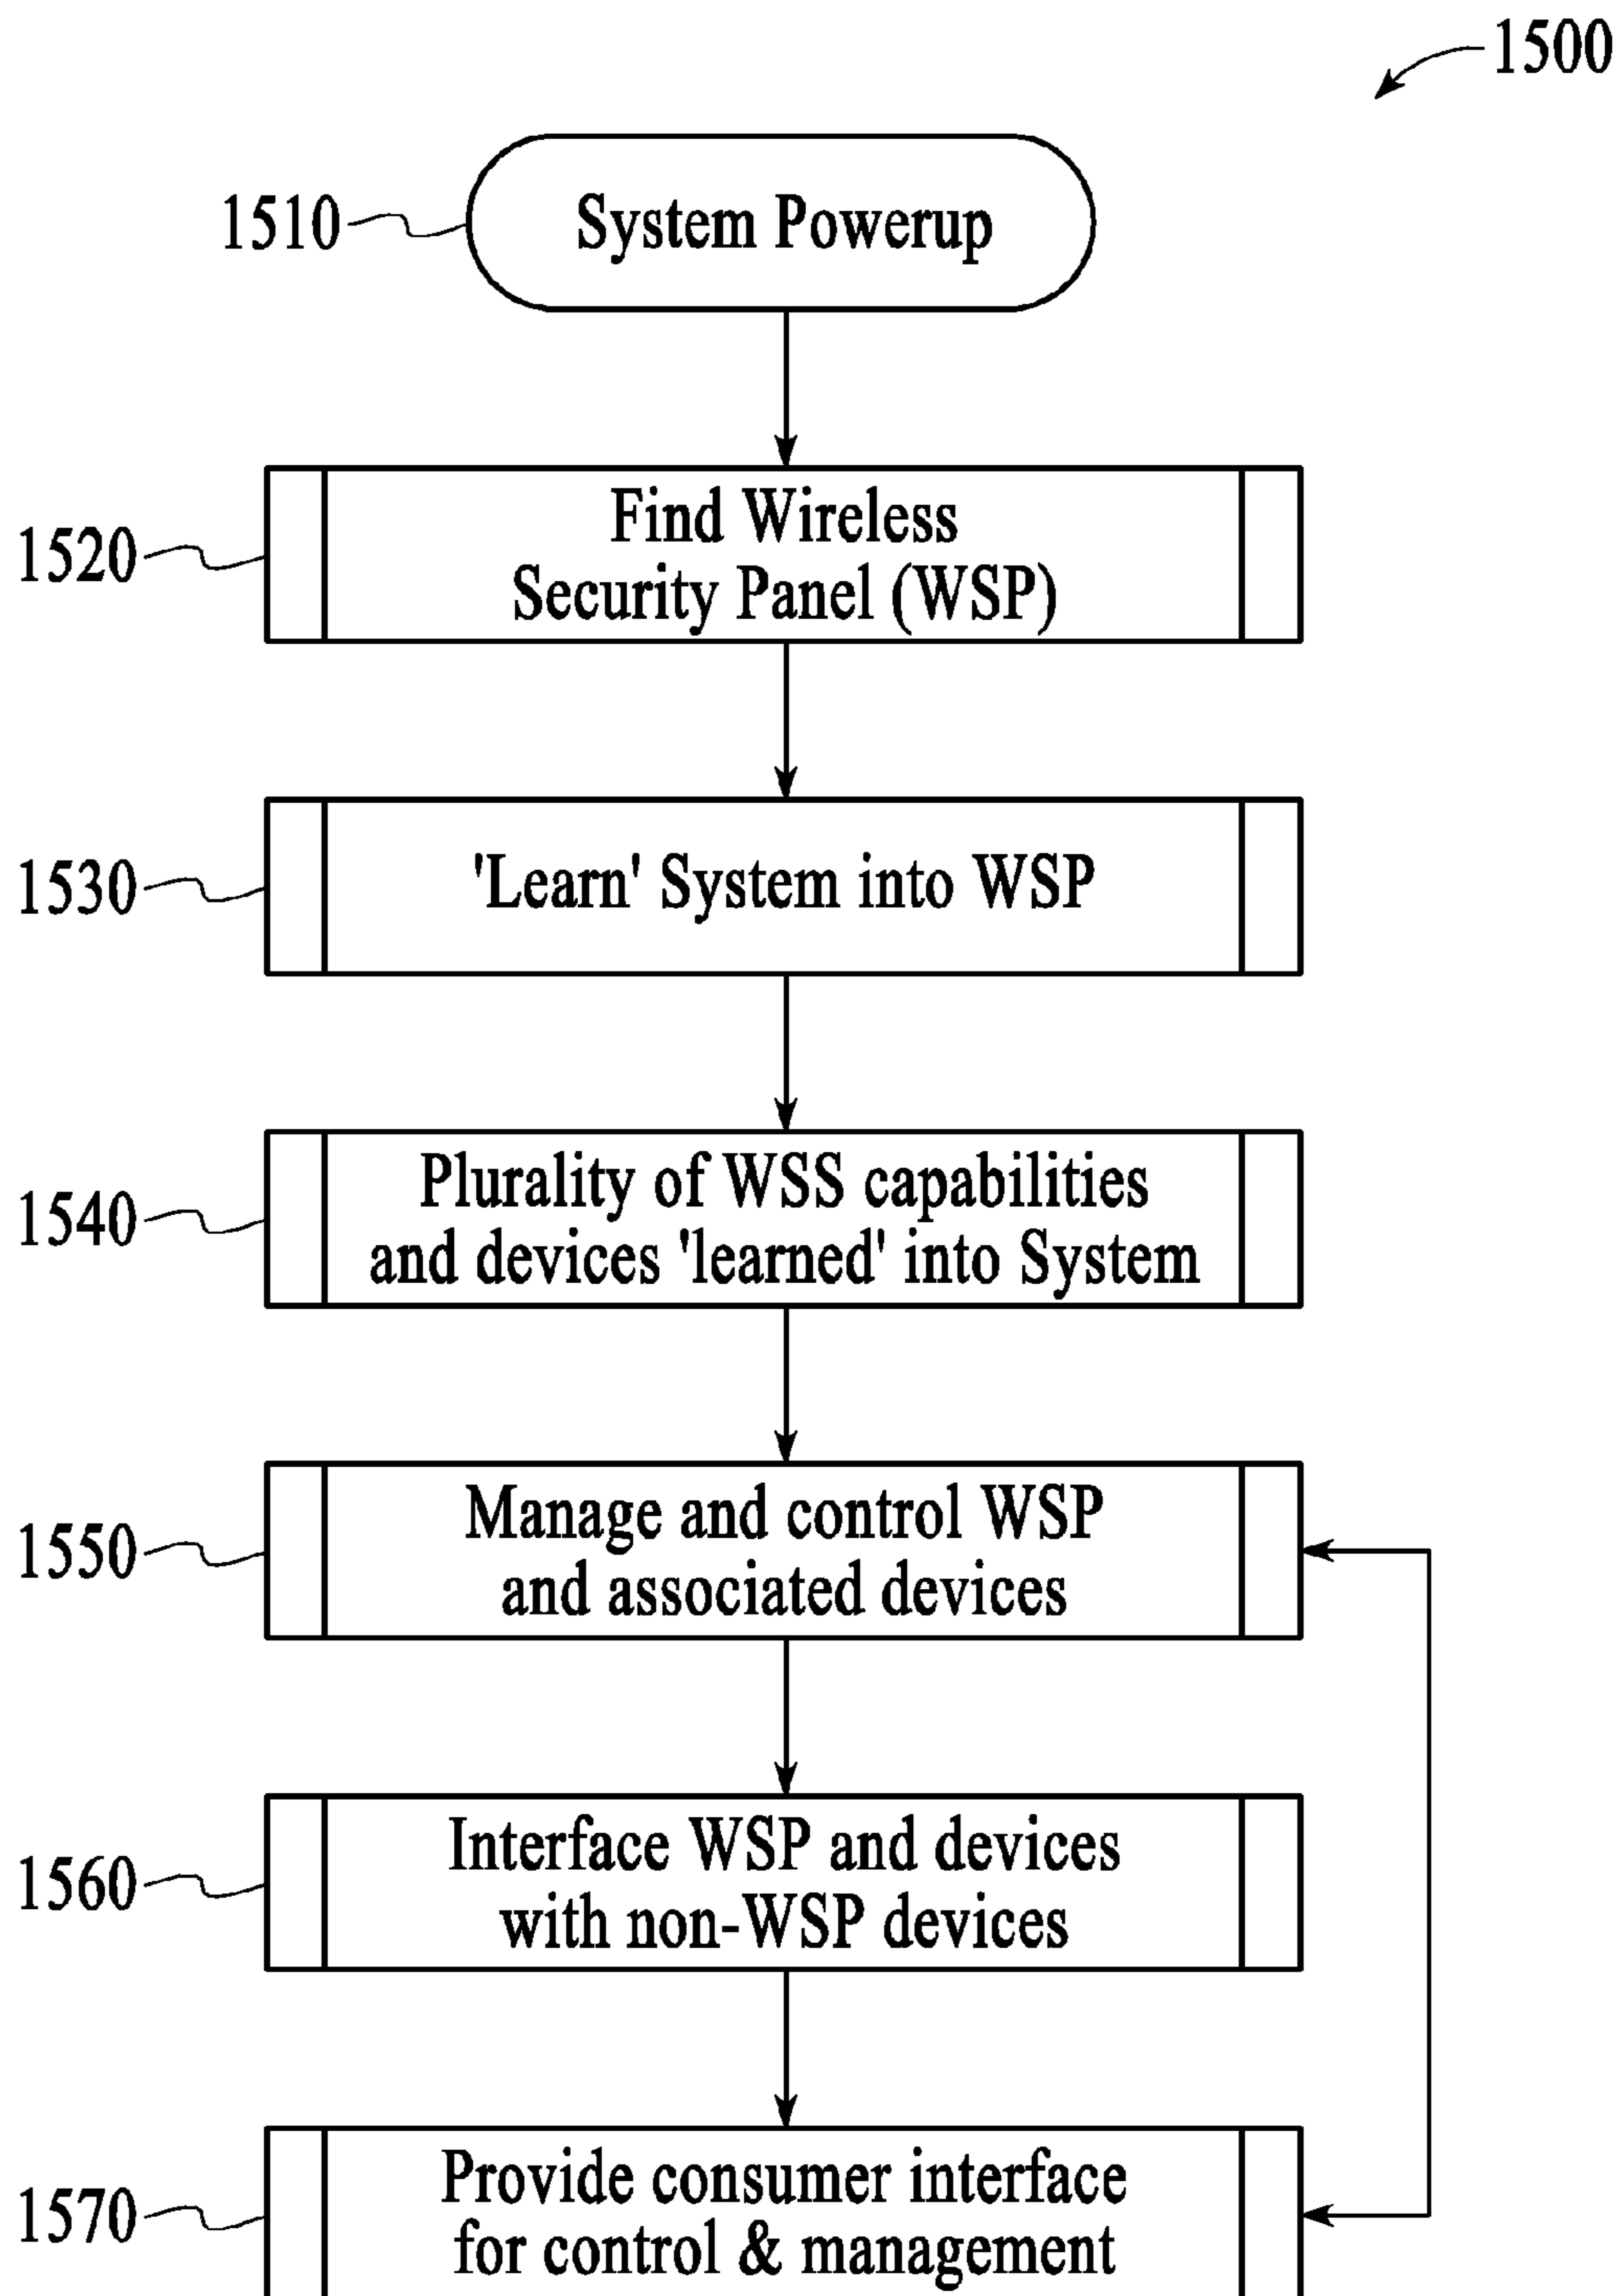 1500
1510
System Powerup
1520
Find Wireless
Security Panel (WSP)
1530
'Learn' System into WSP
1540
Plurality of WSS capabilities
and devices 'learned' into System
1550
Manage and control WSP
and associated devices
1560
Interface WSP and devices
with non-WSP devices
1570
Provide consumer interface
for control & management